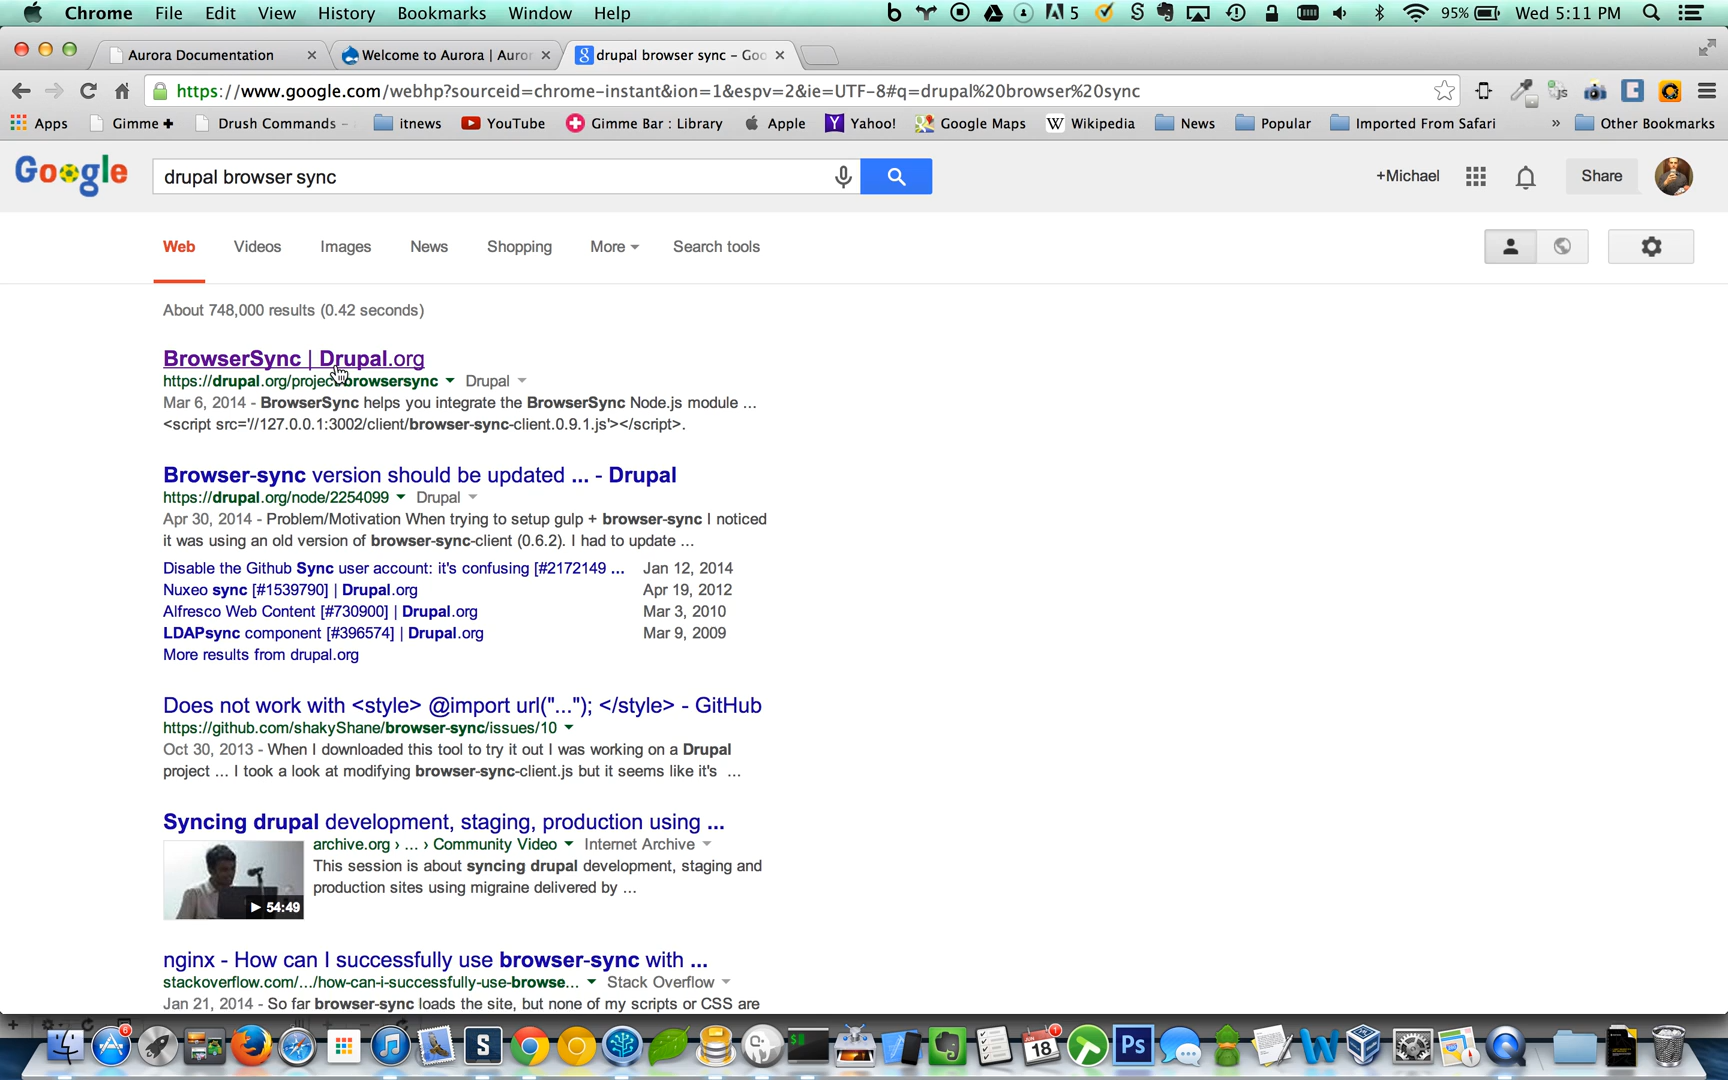 Chrome File Edit View History Bookmarks Window Help 5 95% Wed 5:11 PM
Aurora Documentation Welcome to Aurora | Auror drupal browser sync – Goo
https://www.google.com/webhp?sourceid=chrome-instant&ion=1&espv=2&ie=UTF-8#q=drupal%20browser%20sync
Apps Gimme + Drush Commands – itnews YouTube Gimme Bar : Library Apple Yahoo! Google Maps Wikipedia News Popular Imported From Safari » Other Bookmarks
Google drupal browser sync +Michael Share
Web Videos Images News Shopping More Search tools
About 748,000 results (0.42 seconds)
BrowserSync | Drupal.org
https://drupal.org/project browsersync Drupal
Mar 6, 2014 - BrowserSync helps you integrate the BrowserSync Node.js module ...
<script src='//127.0.0.1:3002/client/browser-sync-client.0.9.1.js'></script>.
Browser-sync version should be updated ... - Drupal
https://drupal.org/node/2254099 Drupal
Apr 30, 2014 - Problem/Motivation When trying to setup gulp + browser-sync I noticed
it was using an old version of browser-sync-client (0.6.2). I had to update ...
Disable the Github Sync user account: it's confusing [#2172149 ... Jan 12, 2014
Nuxeo sync [#1539790] | Drupal.org Apr 19, 2012
Alfresco Web Content [#730900] | Drupal.org Mar 3, 2010
LDAPsync component [#396574] | Drupal.org Mar 9, 2009
More results from drupal.org
Does not work with <style> @import url("..."); </style> - GitHub
https://github.com/shakyShane/browser-sync/issues/10
Oct 30, 2013 - When I downloaded this tool to try it out I was working on a Drupal
project ... I took a look at modifying browser-sync-client.js but it seems like it's ...
Syncing drupal development, staging, production using ...
archive.org › ... › Community Video Internet Archive
This session is about syncing drupal development, staging and
production sites using migraine delivered by ...
54:49
nginx - How can I successfully use browser-sync with ...
stackoverflow.com/.../how-can-i-successfully-use-browse... Stack Overflow
Jan 21, 2014 - So far browser-sync loads the site, but none of my scripts or CSS are
6 S JUN 18 1 Ps W